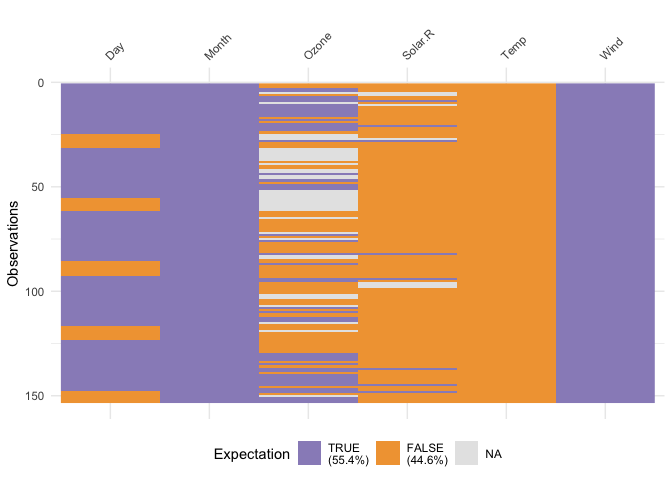 Day Month Ozone Solar.R Temp Wind
0
50
100
150
Observations
Expectation TRUE (55.4%) FALSE (44.6%) NA